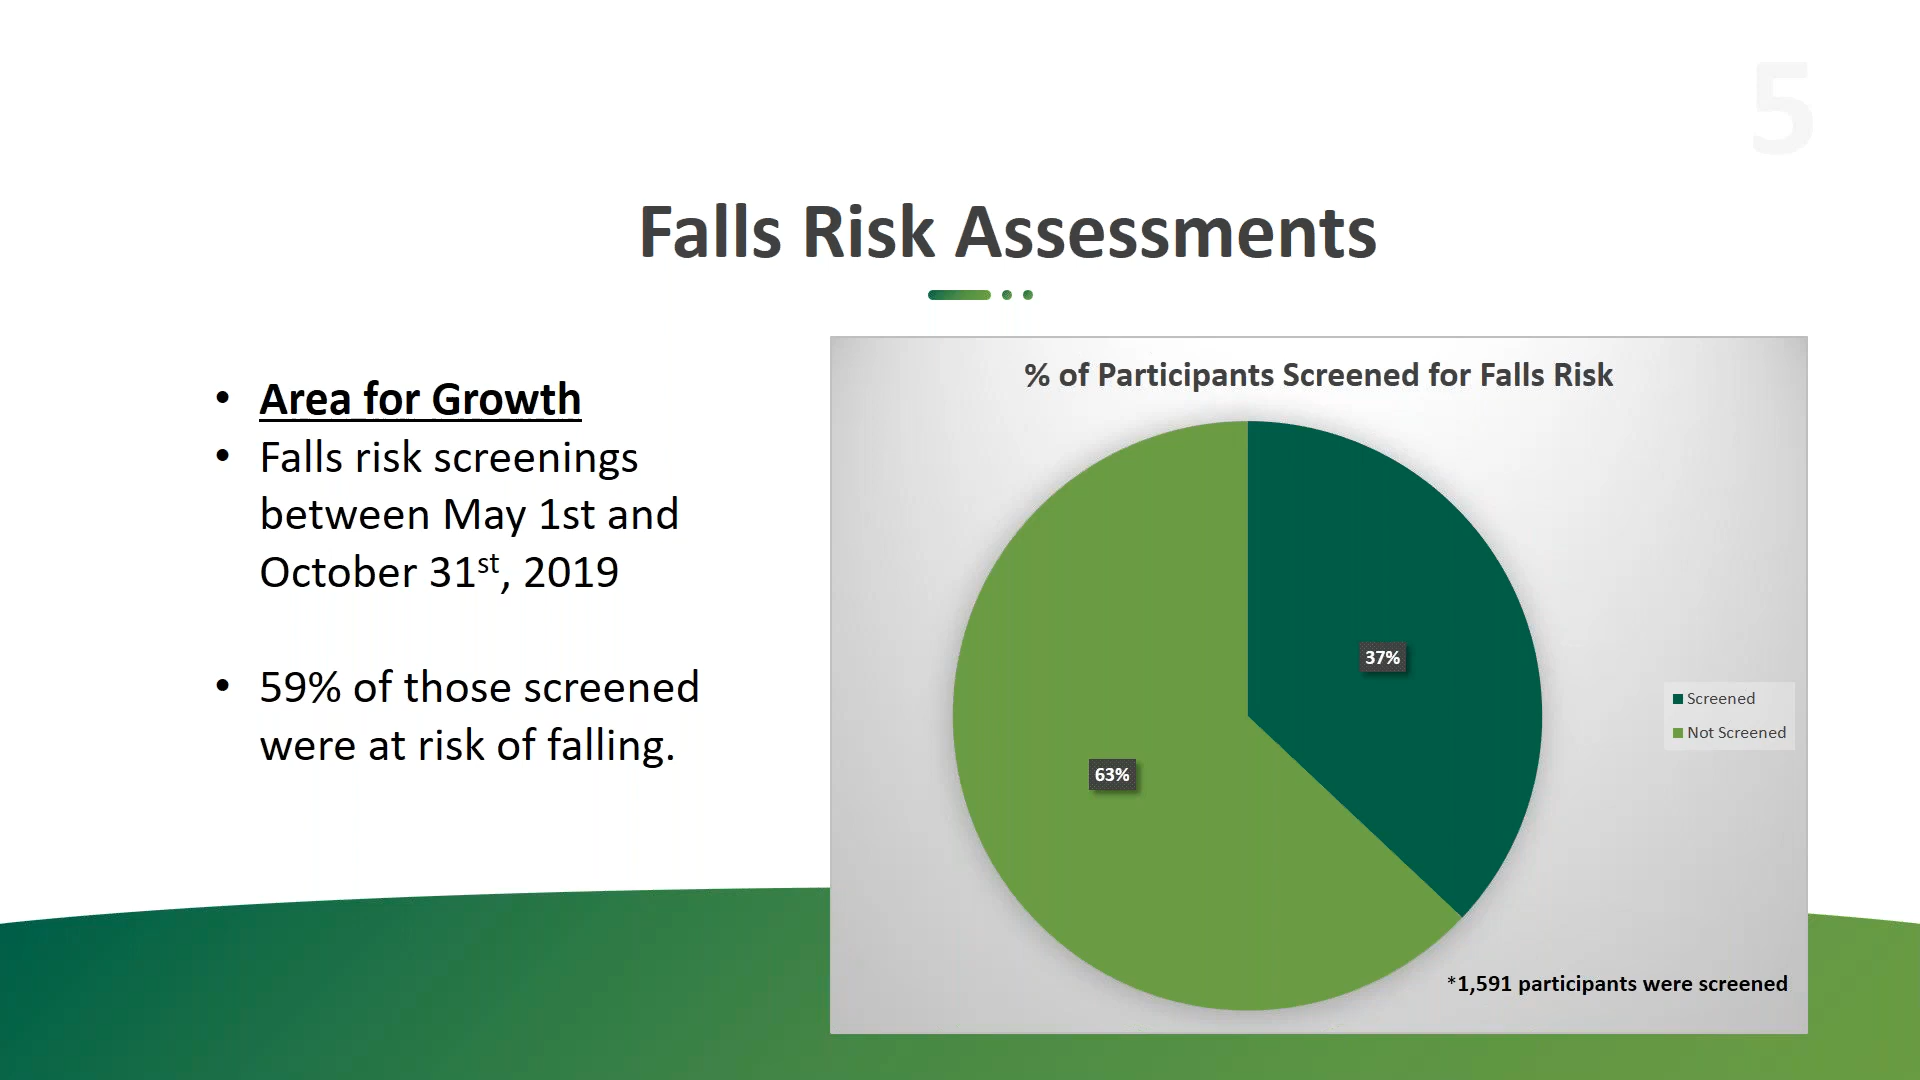 5
Falls Risk Assessments
• Area for Growth
• Falls risk screenings
between May 1st and
October 31st, 2019
• 59% of those screened
were at risk of falling.
% of Participants Screened for Falls Risk
37%
63%
Screened
Not Screened
*1,591 participants were screened